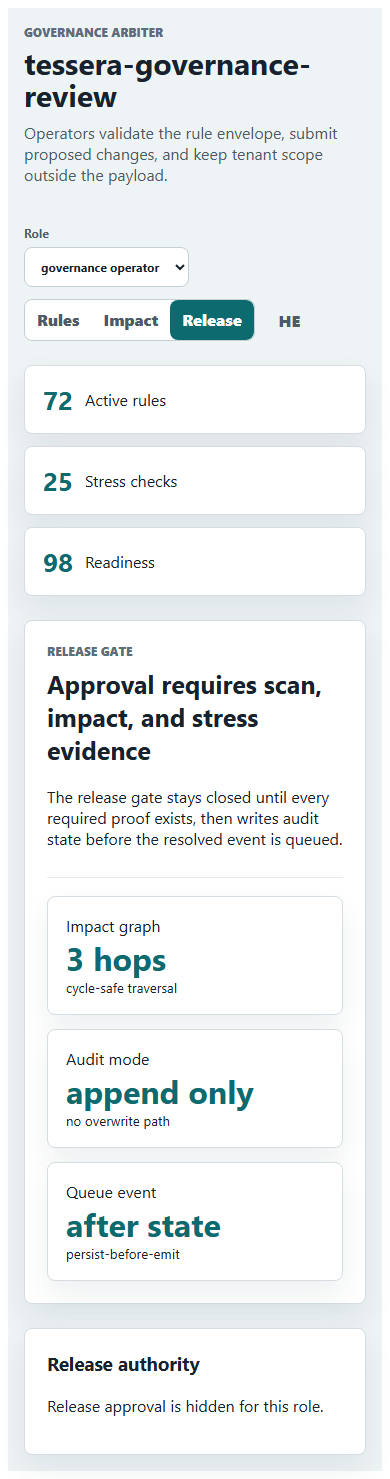 GOVERNANCE ARBITER
tessera-governance-
review
Operators validate the rule envelope, submit
proposed changes, and keep tenant scope
outside the payload.
Role
governance operator
Rules Impact Release HE
72 Active rules
25 Stress checks
98 Readiness
RELEASE GATE
Approval requires scan,
impact, and stress
evidence
The release gate stays closed until every
required proof exists, then writes audit
state before the resolved event is queued.
Impact graph
3 hops
cycle-safe traversal
Audit mode
append only
no overwrite path
Queue event
after state
persist-before-emit
Release authority
Release approval is hidden for this role.